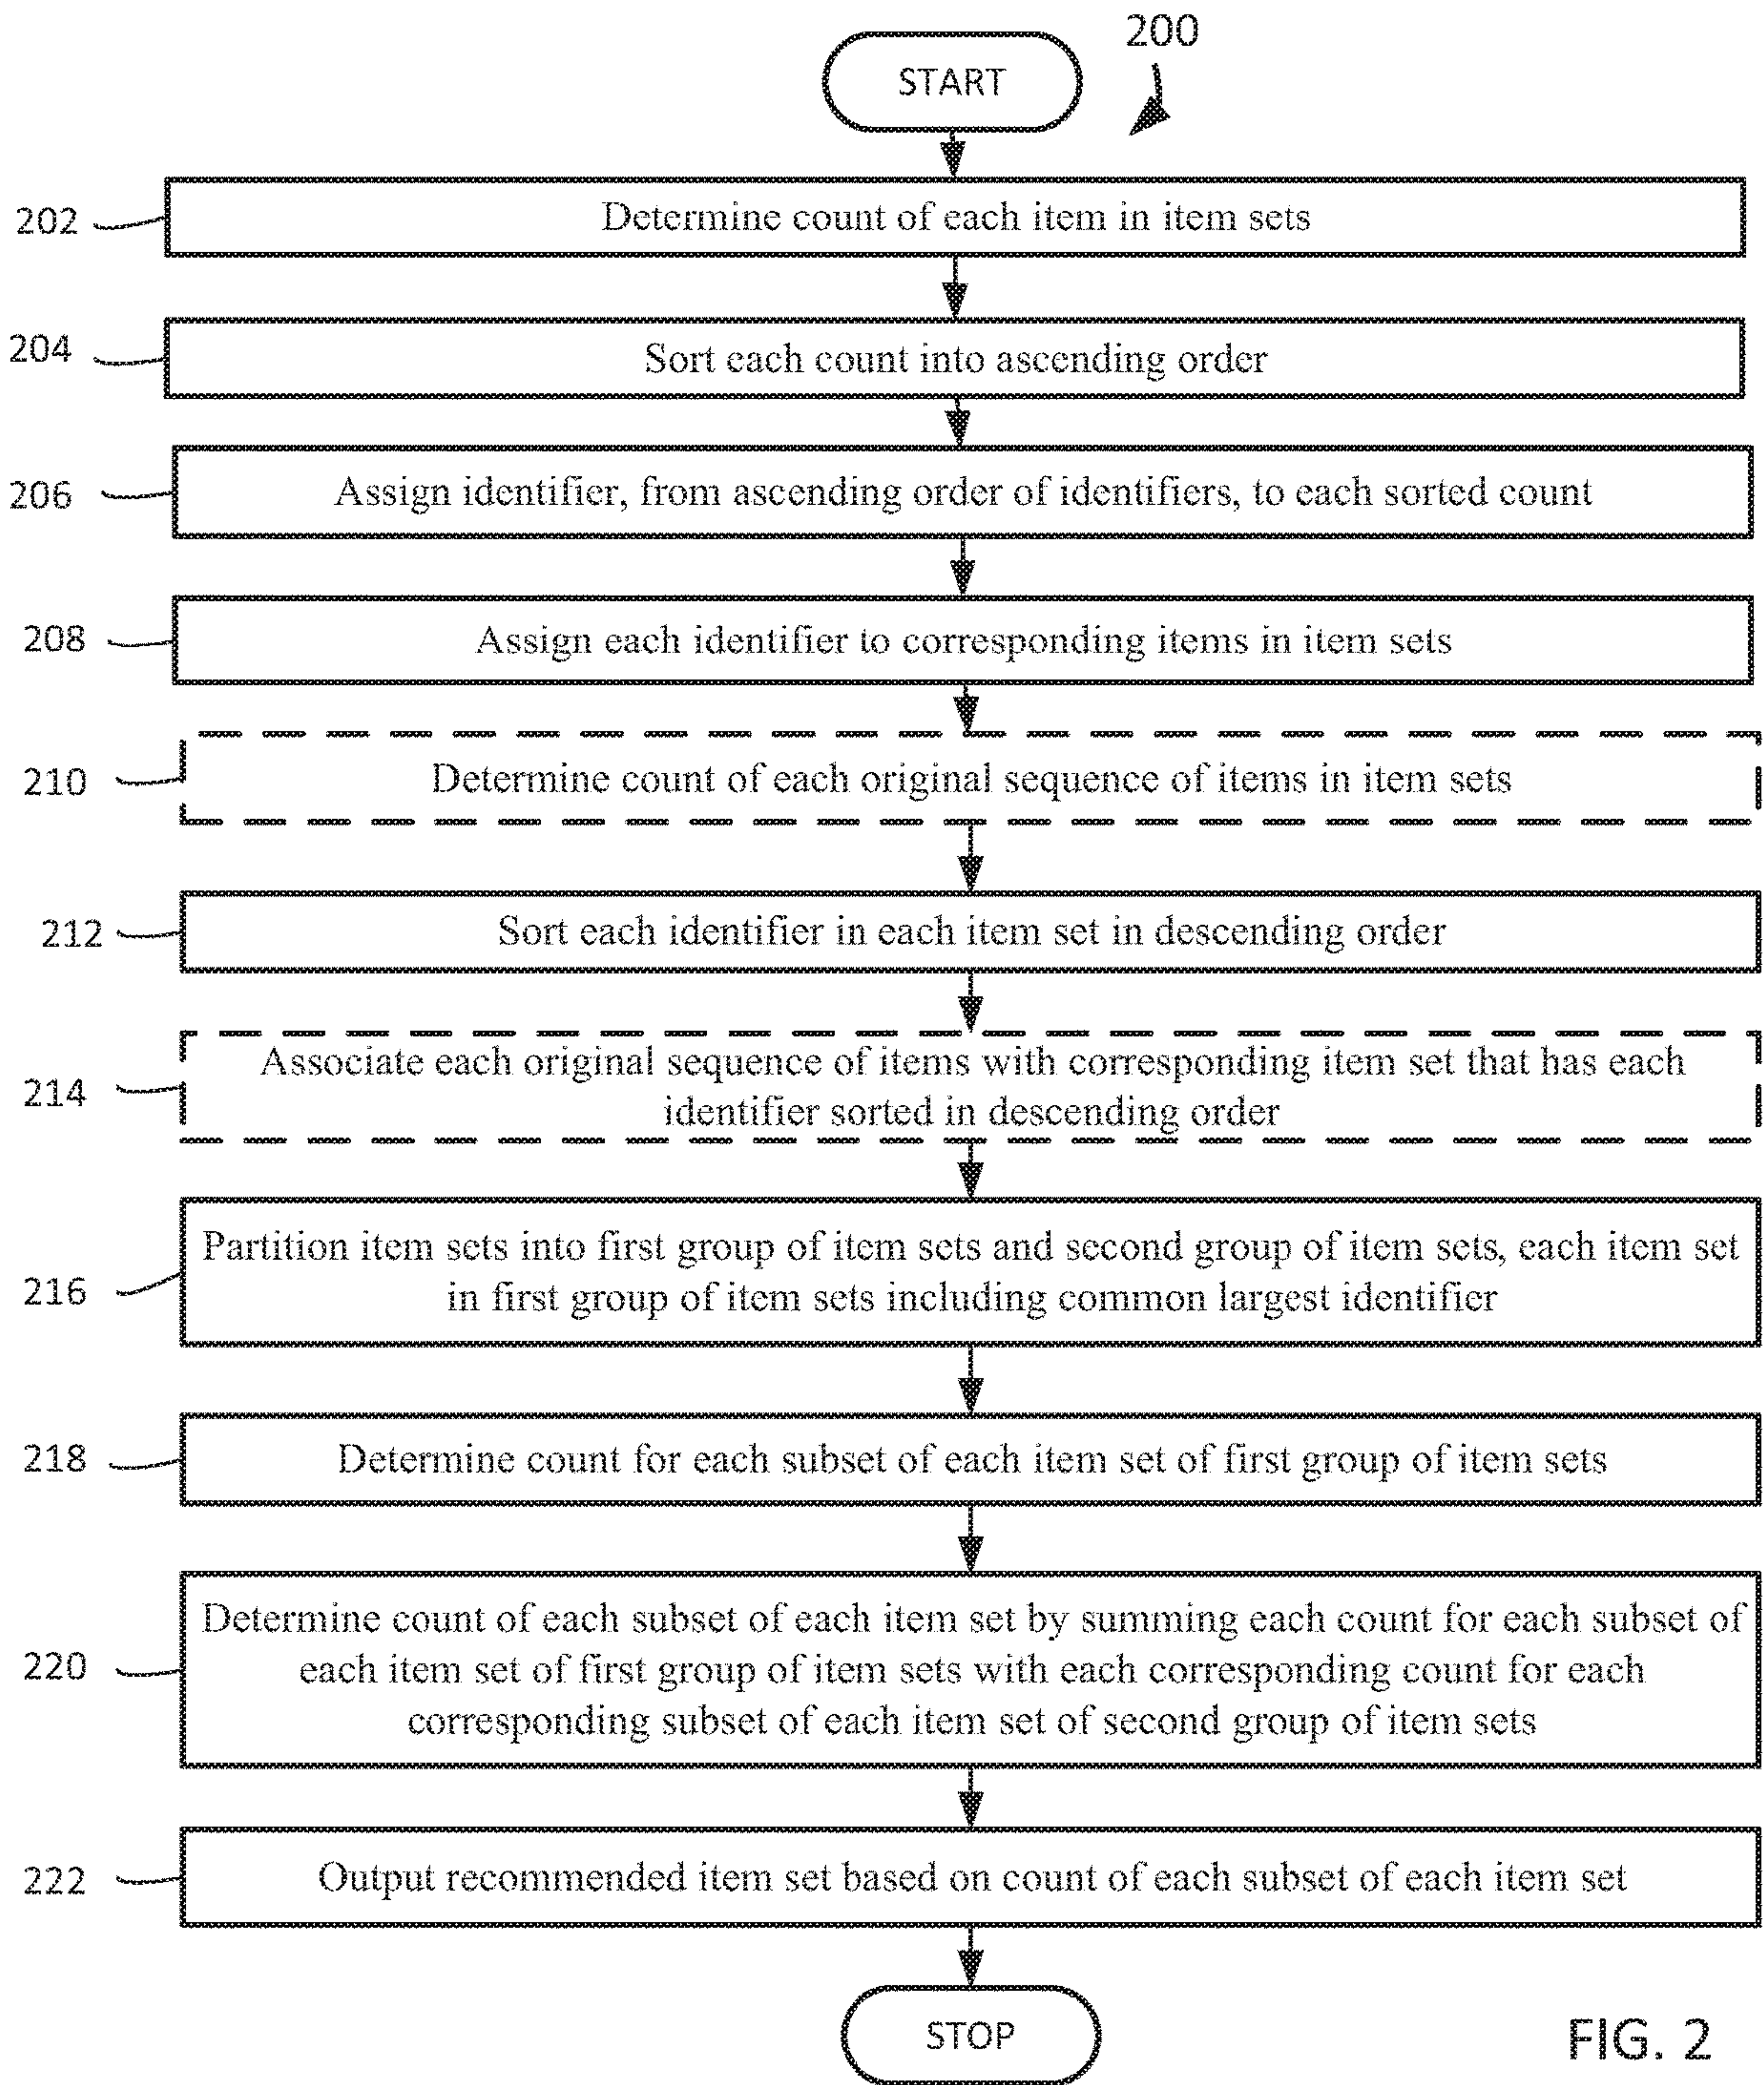 200
START
202
Determine count of each item in item sets
204
Sort each count into ascending order
206
Assign identifier, from ascending order of identifiers, to each sorted count
208
Assign each identifier to corresponding items in item sets
210
Determine count of each original sequence of items in item sets
212
Sort each identifier in each item set in descending order
214
Associate each original sequence of items with corresponding item set that has each
identifier sorted in descending order
216
Partition item sets into first group of item sets and second group of item sets, each item set
in first group of item sets including common largest identifier
218
Determine count for each subset of each item set of first group of item sets
220
Determine count of each subset of each item set by summing each count for each subset of
each item set of first group of item sets with each corresponding count for each
corresponding subset of each item set of second group of item sets
222
Output recommended item set based on count of each subset of each item set
STOP
FIG. 2